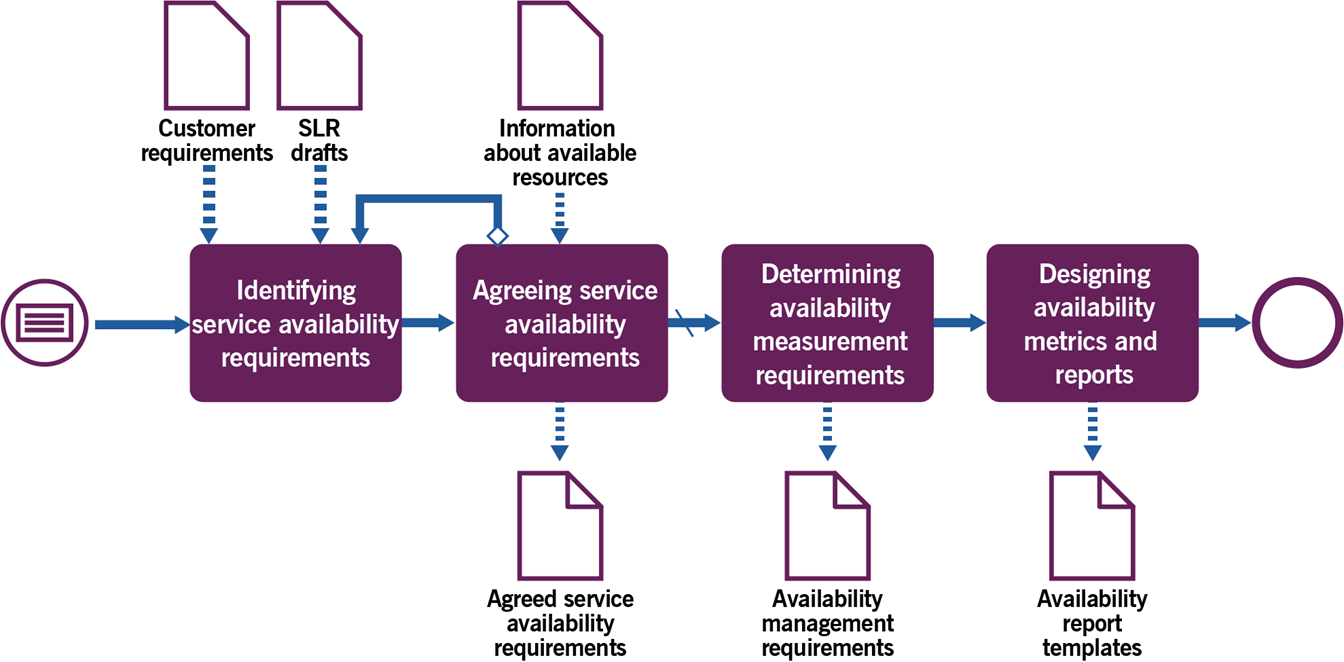 Customer
requirements
SLR
drafts
Information
about available
resources
Identifying
service availability
requirements
Agreeing service
availability
requirements
Determining
availability
measurement
requirements
Designing
availability
metrics and
reports
Agreed service
availability
requirements
Availability
management
requirements
Availability
report
templates